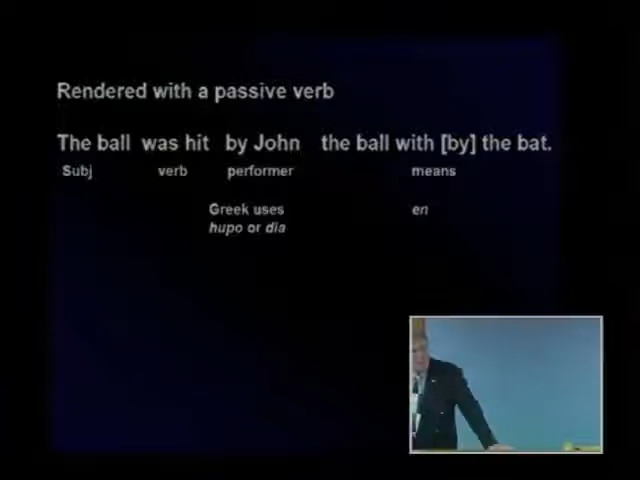 Rendered with a passive verb
The ball was hit by John the ball with [by] the bat.
Subj verb performer means
Greek uses en
hupo or dia